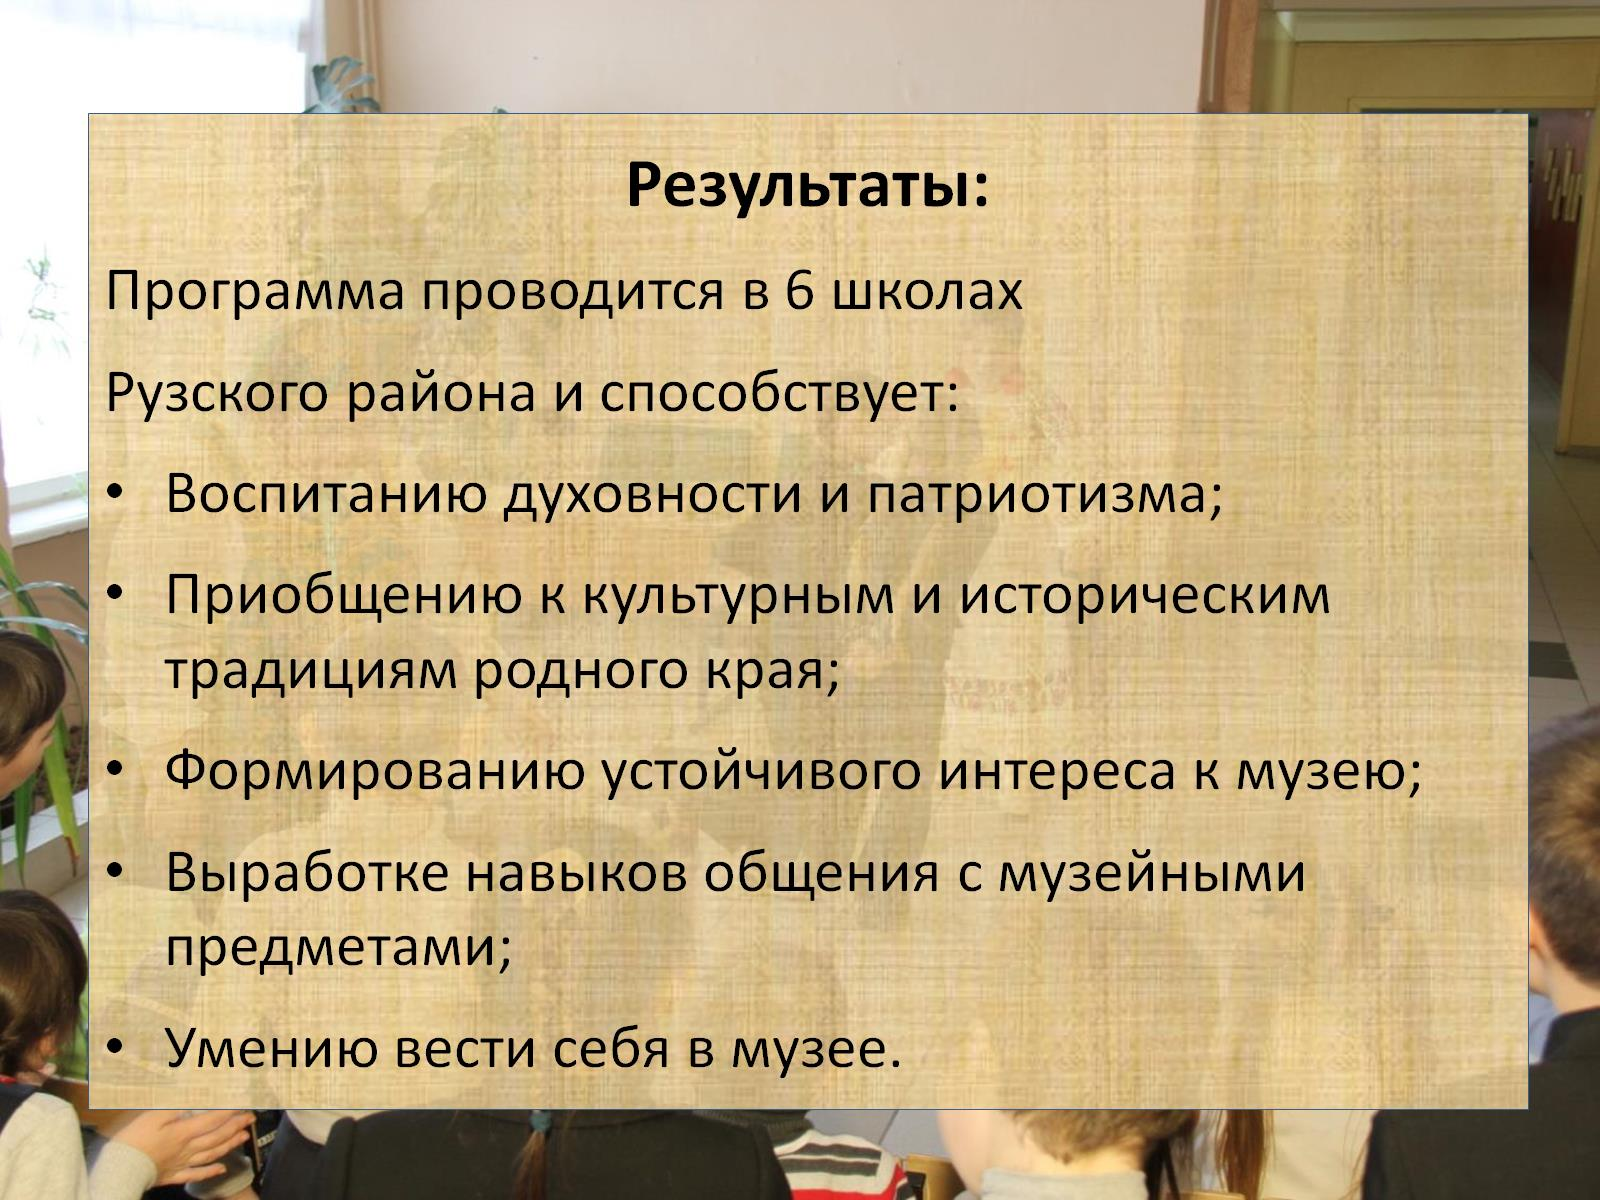 Результаты:
Программа проводится в 6 школах
Рузского района и способствует:
• Воспитанию духовности и патриотизма;
• Приобщению к культурным и историческим
традициям родного края;
• Формированию устойчивого интереса к музею;
• Выработке навыков общения с музейными
предметами;
• Умению вести себя в музее.